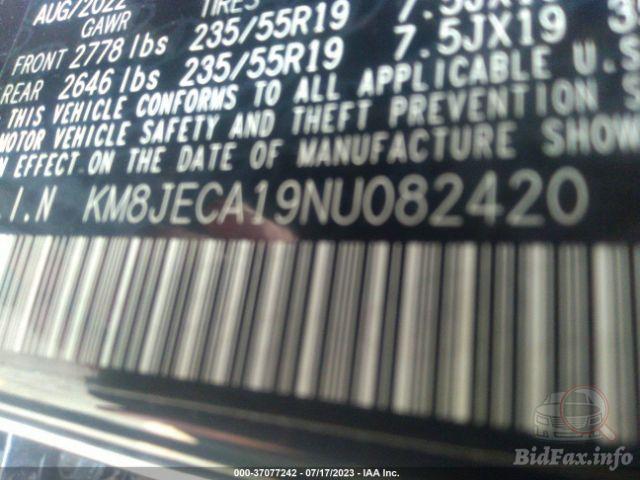 AUG/2022 TIRES 7.5JX19
GAWR
FRONT 2778 lbs 235/55R19 7.5JX19
REAR 2646 lbs 235/55R19
THIS VEHICLE CONFORMS TO ALL APPLICABLE U.S
MOTOR VEHICLE SAFETY AND THEFT PREVENTION S
EFFECT ON THE DATE OF MANUFACTURE SHOW
.I.N KM8JECA19NU082420
BidFax.info
000-37077242 - 07/17/2023 - IAA Inc.